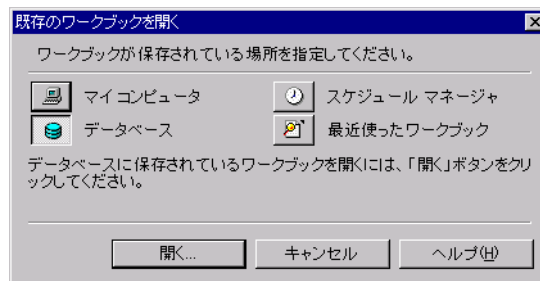 既存のワークブックを開く
ワークブックが保存されている場所を指定してください。
マイ コンピュータ
スケジュール マネージャ
データベース
最近使ったワークブック
データベースに保存されているワークブックを開くには、「開く」ボタンをクリ
ックしてください。
開く...
キャンセル
ヘルプ(H)